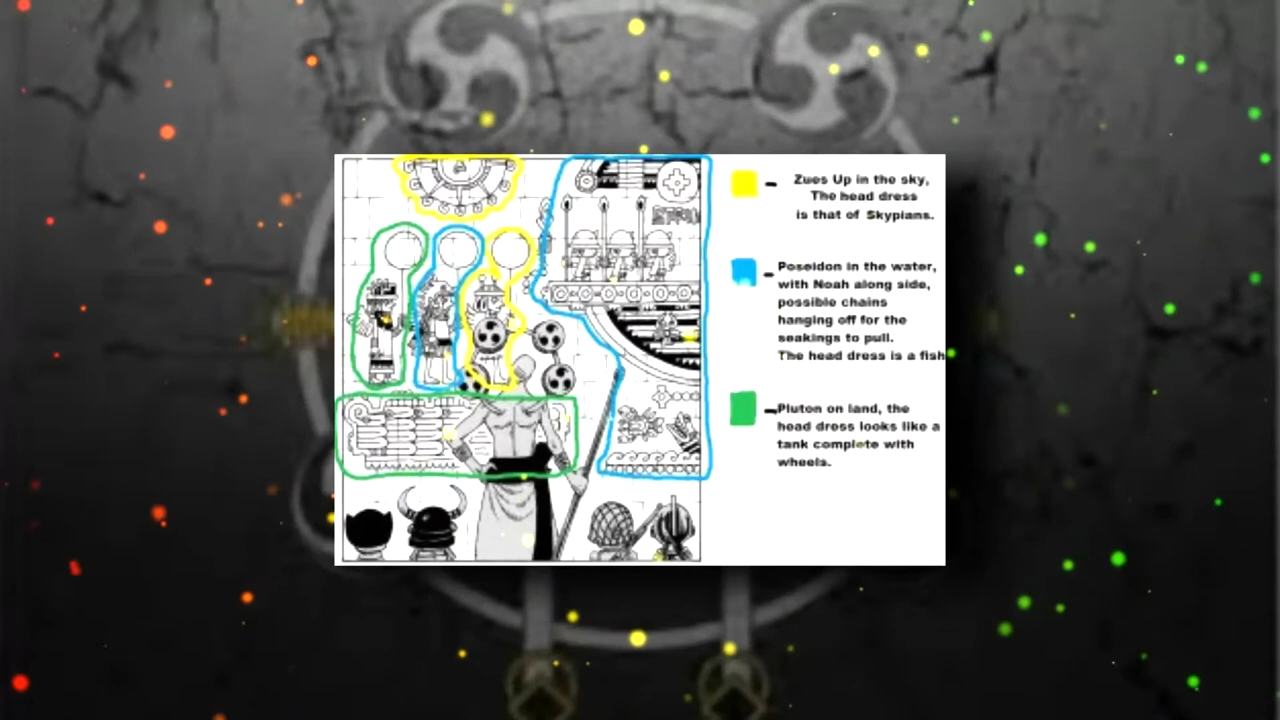 Zues Up in the sky,
The head dress
is that of Skypians.
Poseidon in the water,
with Noah along side,
possible chains
hanging off for the
seakings to pull.
The head dress is a fish
Pluton on land, the
head dress looks like a
tank complete with
wheels.